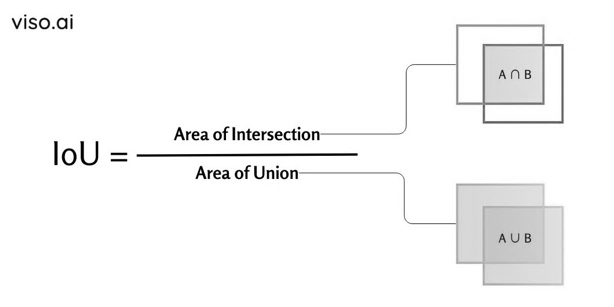 viso.ai
A ∩ B
Area of Intersection
IoU =
Area of Union
A ∪ B